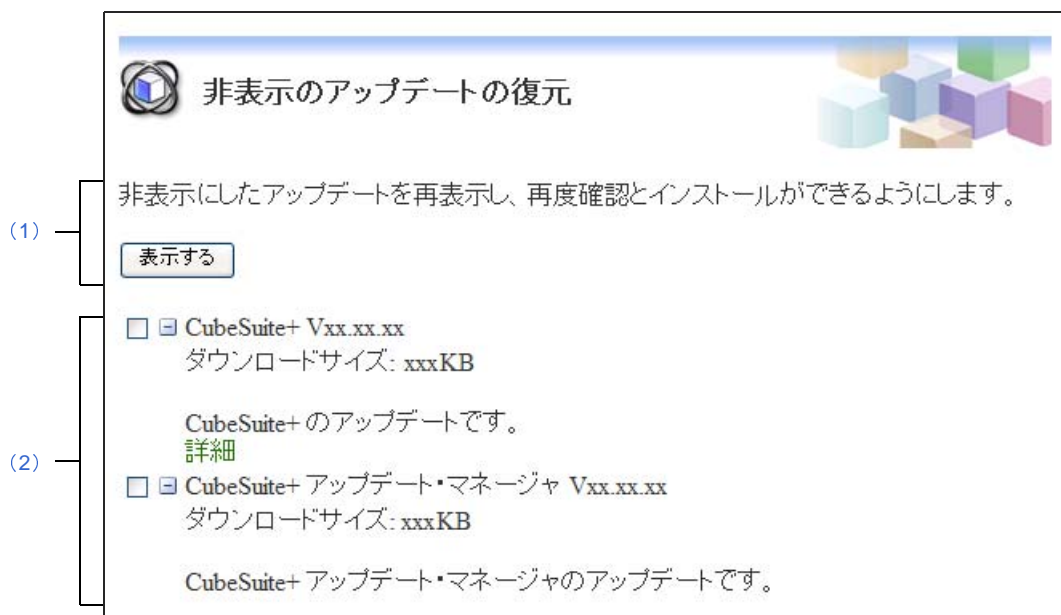 非表示のアップデートの復元
(1)
非表示にしたアップデートを再表示し、再度確認とインストールができるようにします。
表示する
(2)
CubeSuite+ Vxx.xx.xx
ダウンロードサイズ: xxxKB
CubeSuite+ のアップデートです。
詳細
CubeSuite+ アップデート・マネージャ Vxx.xx.xx
ダウンロードサイズ: xxxKB
CubeSuite+ アップデート・マネージャのアップデートです。